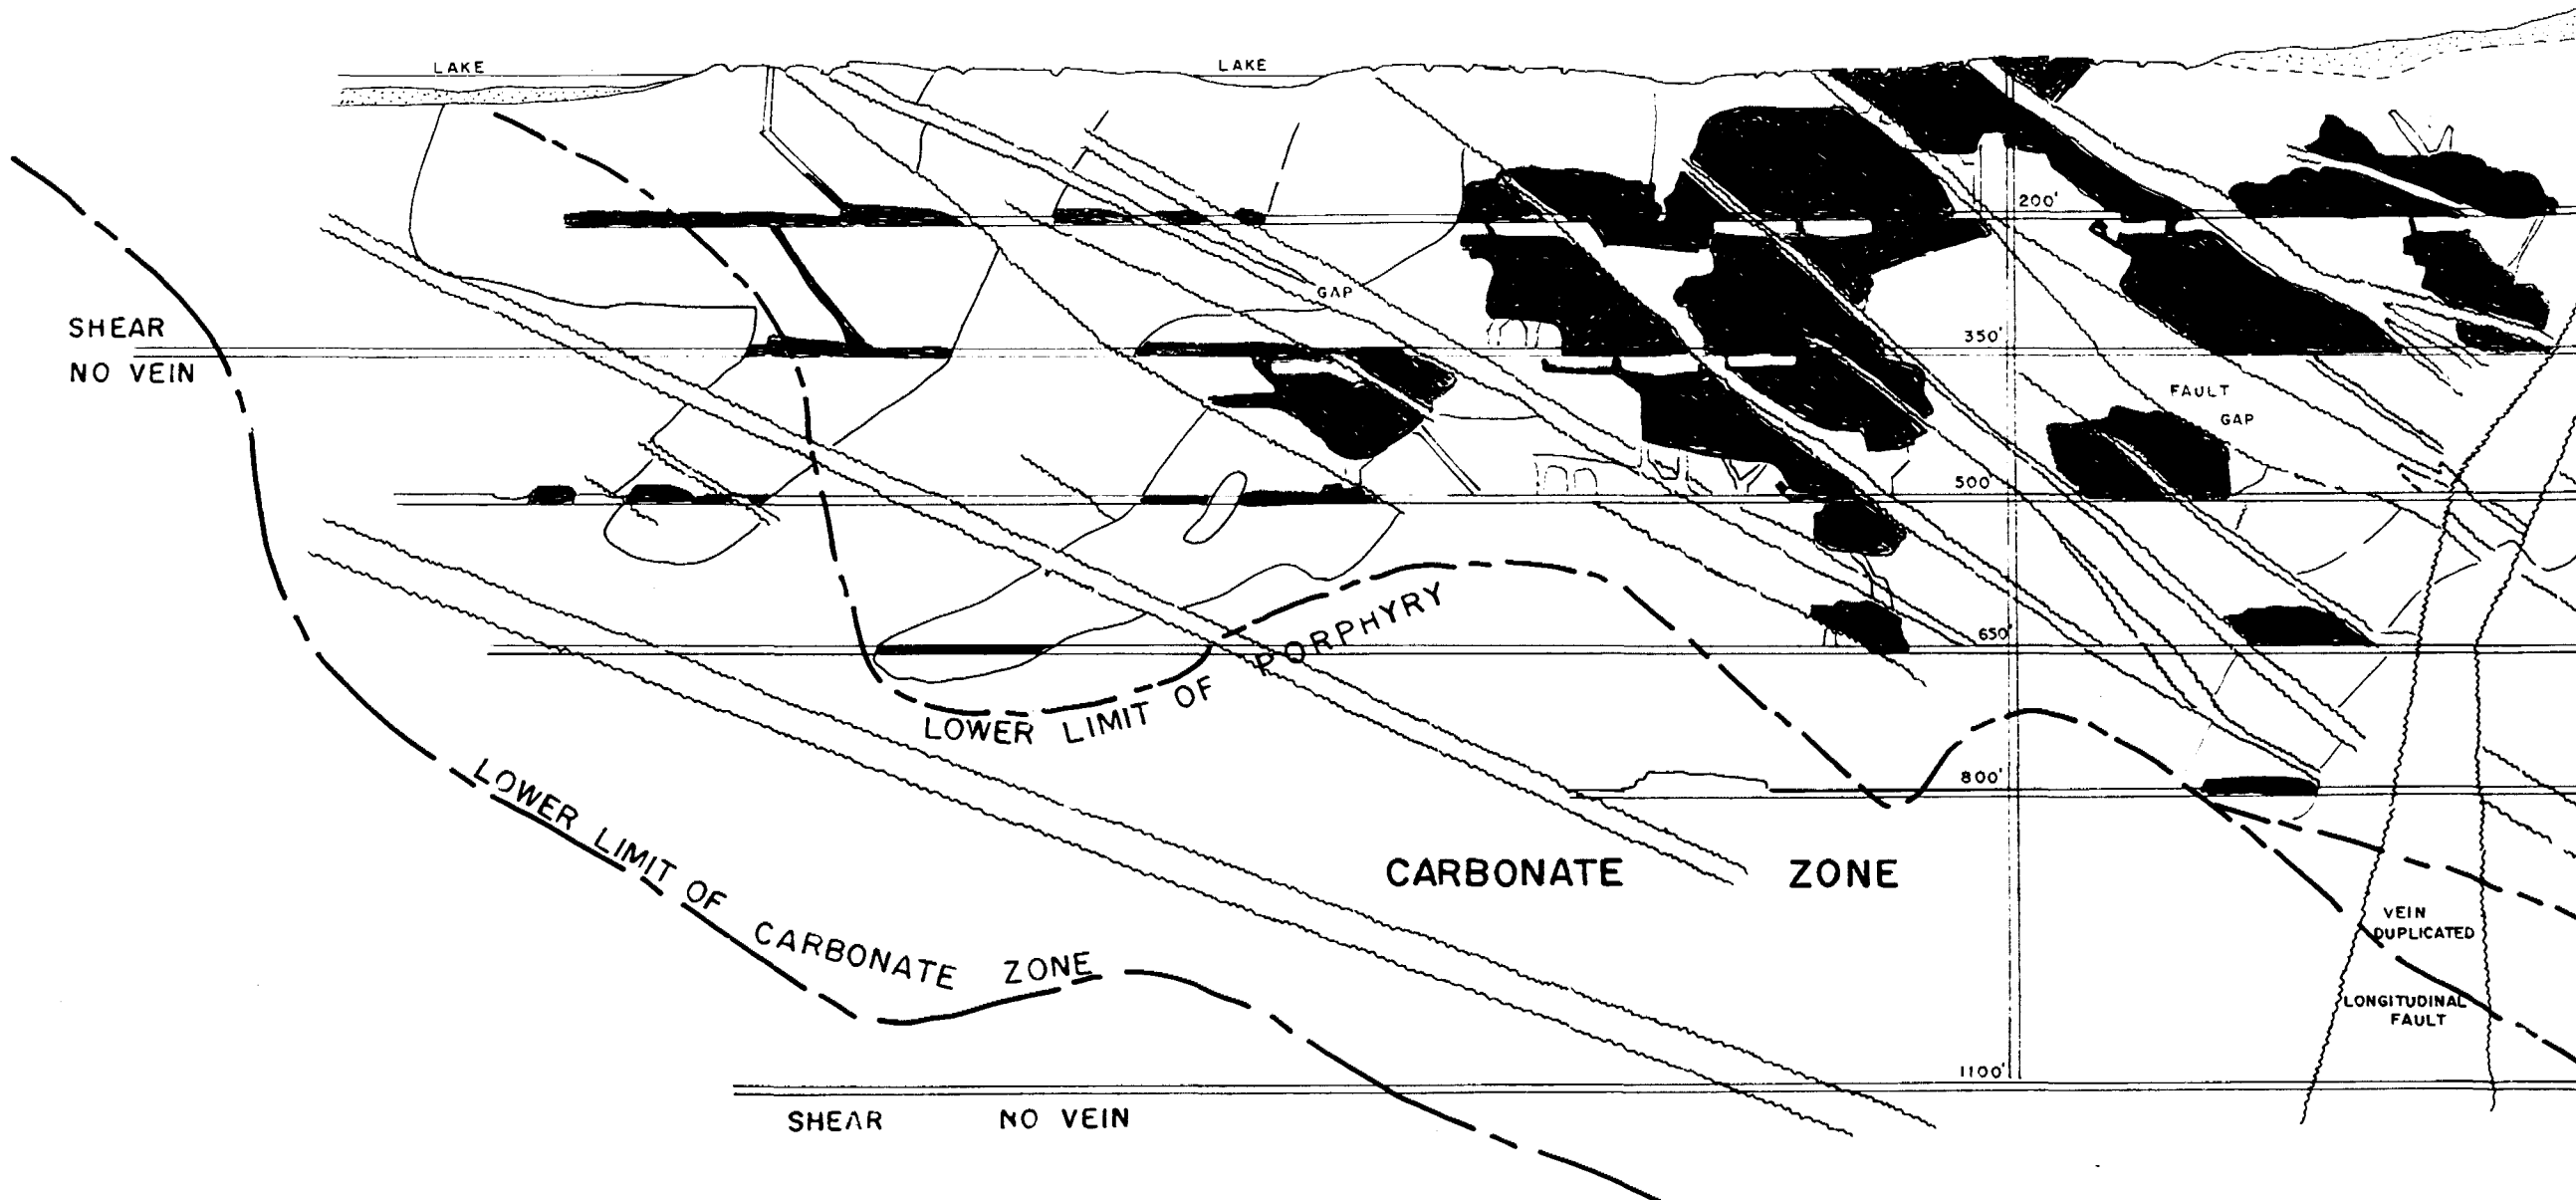 LAKE
LAKE
200'
GAP
SHEAR
NO VEIN
350'
FAULT
GAP
500'
650'
LOWER LIMIT OF PORPHYRY
800'
LOWER LIMIT OF CARBONATE ZONE
CARBONATE ZONE
VEIN
DUPLICATED
LONGITUDINAL
FAULT
1100'
SHEAR NO VEIN